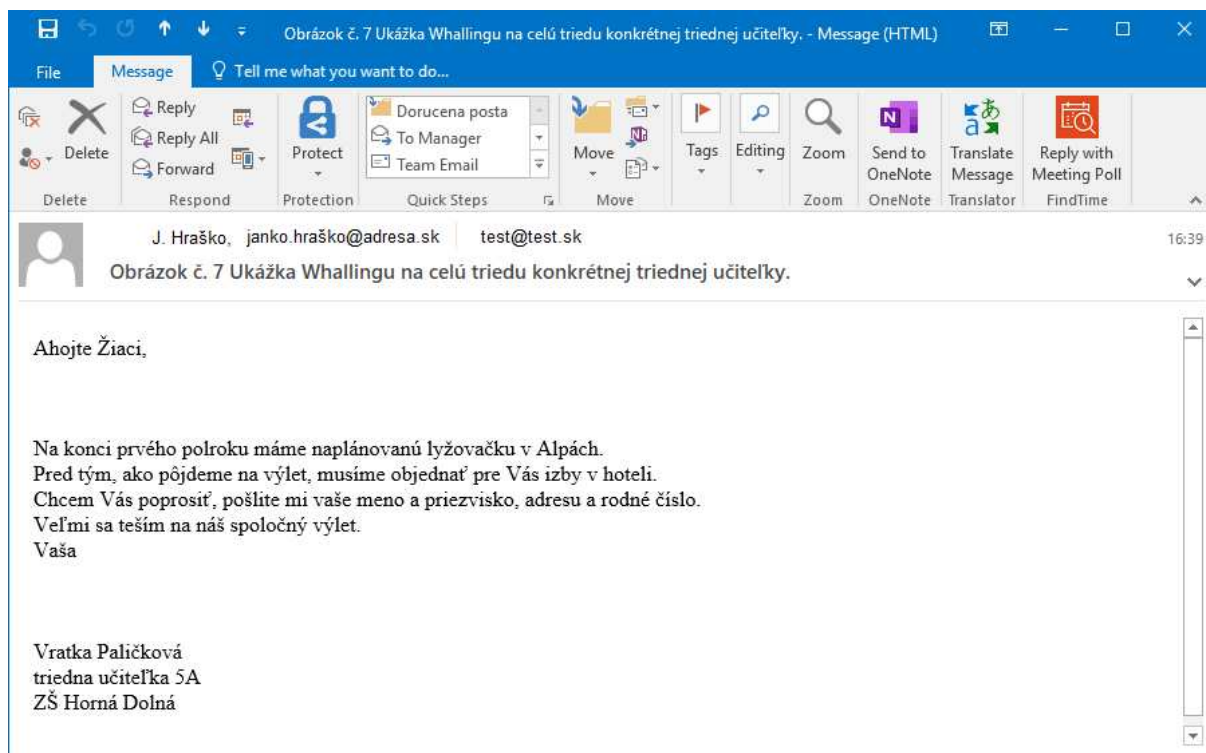 Obrázok č. 7 Ukážka Whallingu na celú triedu konkrétnej triednej učiteľky. - Message (HTML)
File Message Tell me what you want to do...
Delete
Reply
Reply All
Forward
Protect
Dorucena posta
To Manager
Team Email
Move
Tags
Editing
Zoom
Send to OneNote
Translate Message
Reply with Meeting Poll
Delete Respond Protection Quick Steps Move Zoom OneNote Translator FindTime
J. Hraško, janko.hraško@adresa.sk test@test.sk 16:39
Obrázok č. 7 Ukážka Whallingu na celú triedu konkrétnej triednej učiteľky.
Ahojte Žiaci,
Na konci prvého polroku máme naplánovanú lyžovačku v Alpách.
Pred tým, ako pôjdeme na výlet, musíme objednať pre Vás izby v hoteli.
Chcem Vás poprosiť, pošlite mi vaše meno a priezvisko, adresu a rodné číslo.
Veľmi sa teším na náš spoločný výlet.
Vaša
Vratka Paličková
triedna učiteľka 5A
ZŠ Horná Dolná